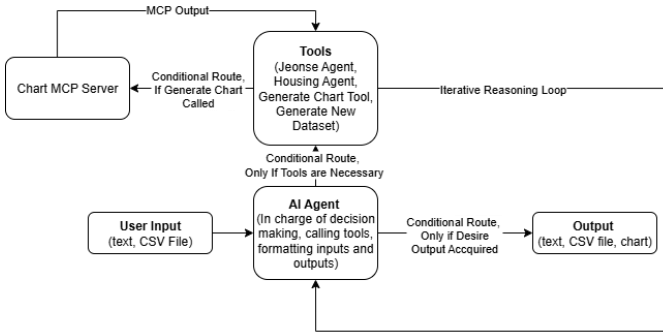 MCP Output
Tools
(Jeonse Agent,
Housing Agent,
Generate Chart Tool,
Generate New
Dataset)
Chart MCP Server
Conditional Route,
If Generate Chart
Called
Iterative Reasoning Loop
Conditional Route,
Only If Tools are Necessary
AI Agent
(In charge of decision
making, calling tools,
formatting inputs and
outputs)
User Input
(text, CSV File)
Conditional Route,
Only if Desire
Output Accquired
Output
(text, CSV file, chart)